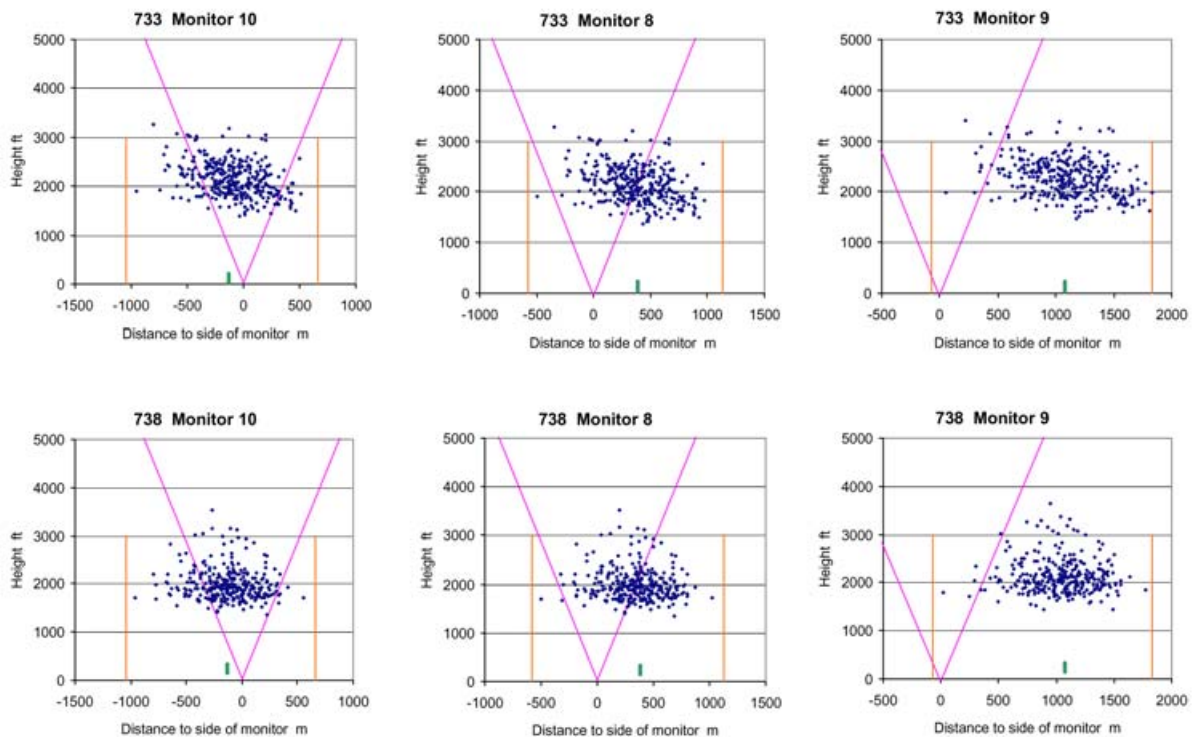 733 Monitor 10
5000
4000
3000
2000
1000
0
Height ft
-1500 -1000 -500 0 500 1000
Distance to side of monitor m
733 Monitor 8
5000
4000
3000
2000
1000
0
Height ft
-1000 -500 0 500 1000 1500
Distance to side of monitor m
733 Monitor 9
5000
4000
3000
2000
1000
0
Height ft
-500 0 500 1000 1500 2000
Distance to side of monitor m
738 Monitor 10
5000
4000
3000
2000
1000
0
Height ft
-1500 -1000 -500 0 500 1000
Distance to side of monitor m
738 Monitor 8
5000
4000
3000
2000
1000
0
Height ft
-1000 -500 0 500 1000 1500
Distance to side of monitor m
738 Monitor 9
5000
4000
3000
2000
1000
0
Height ft
-500 0 500 1000 1500 2000
Distance to side of monitor m